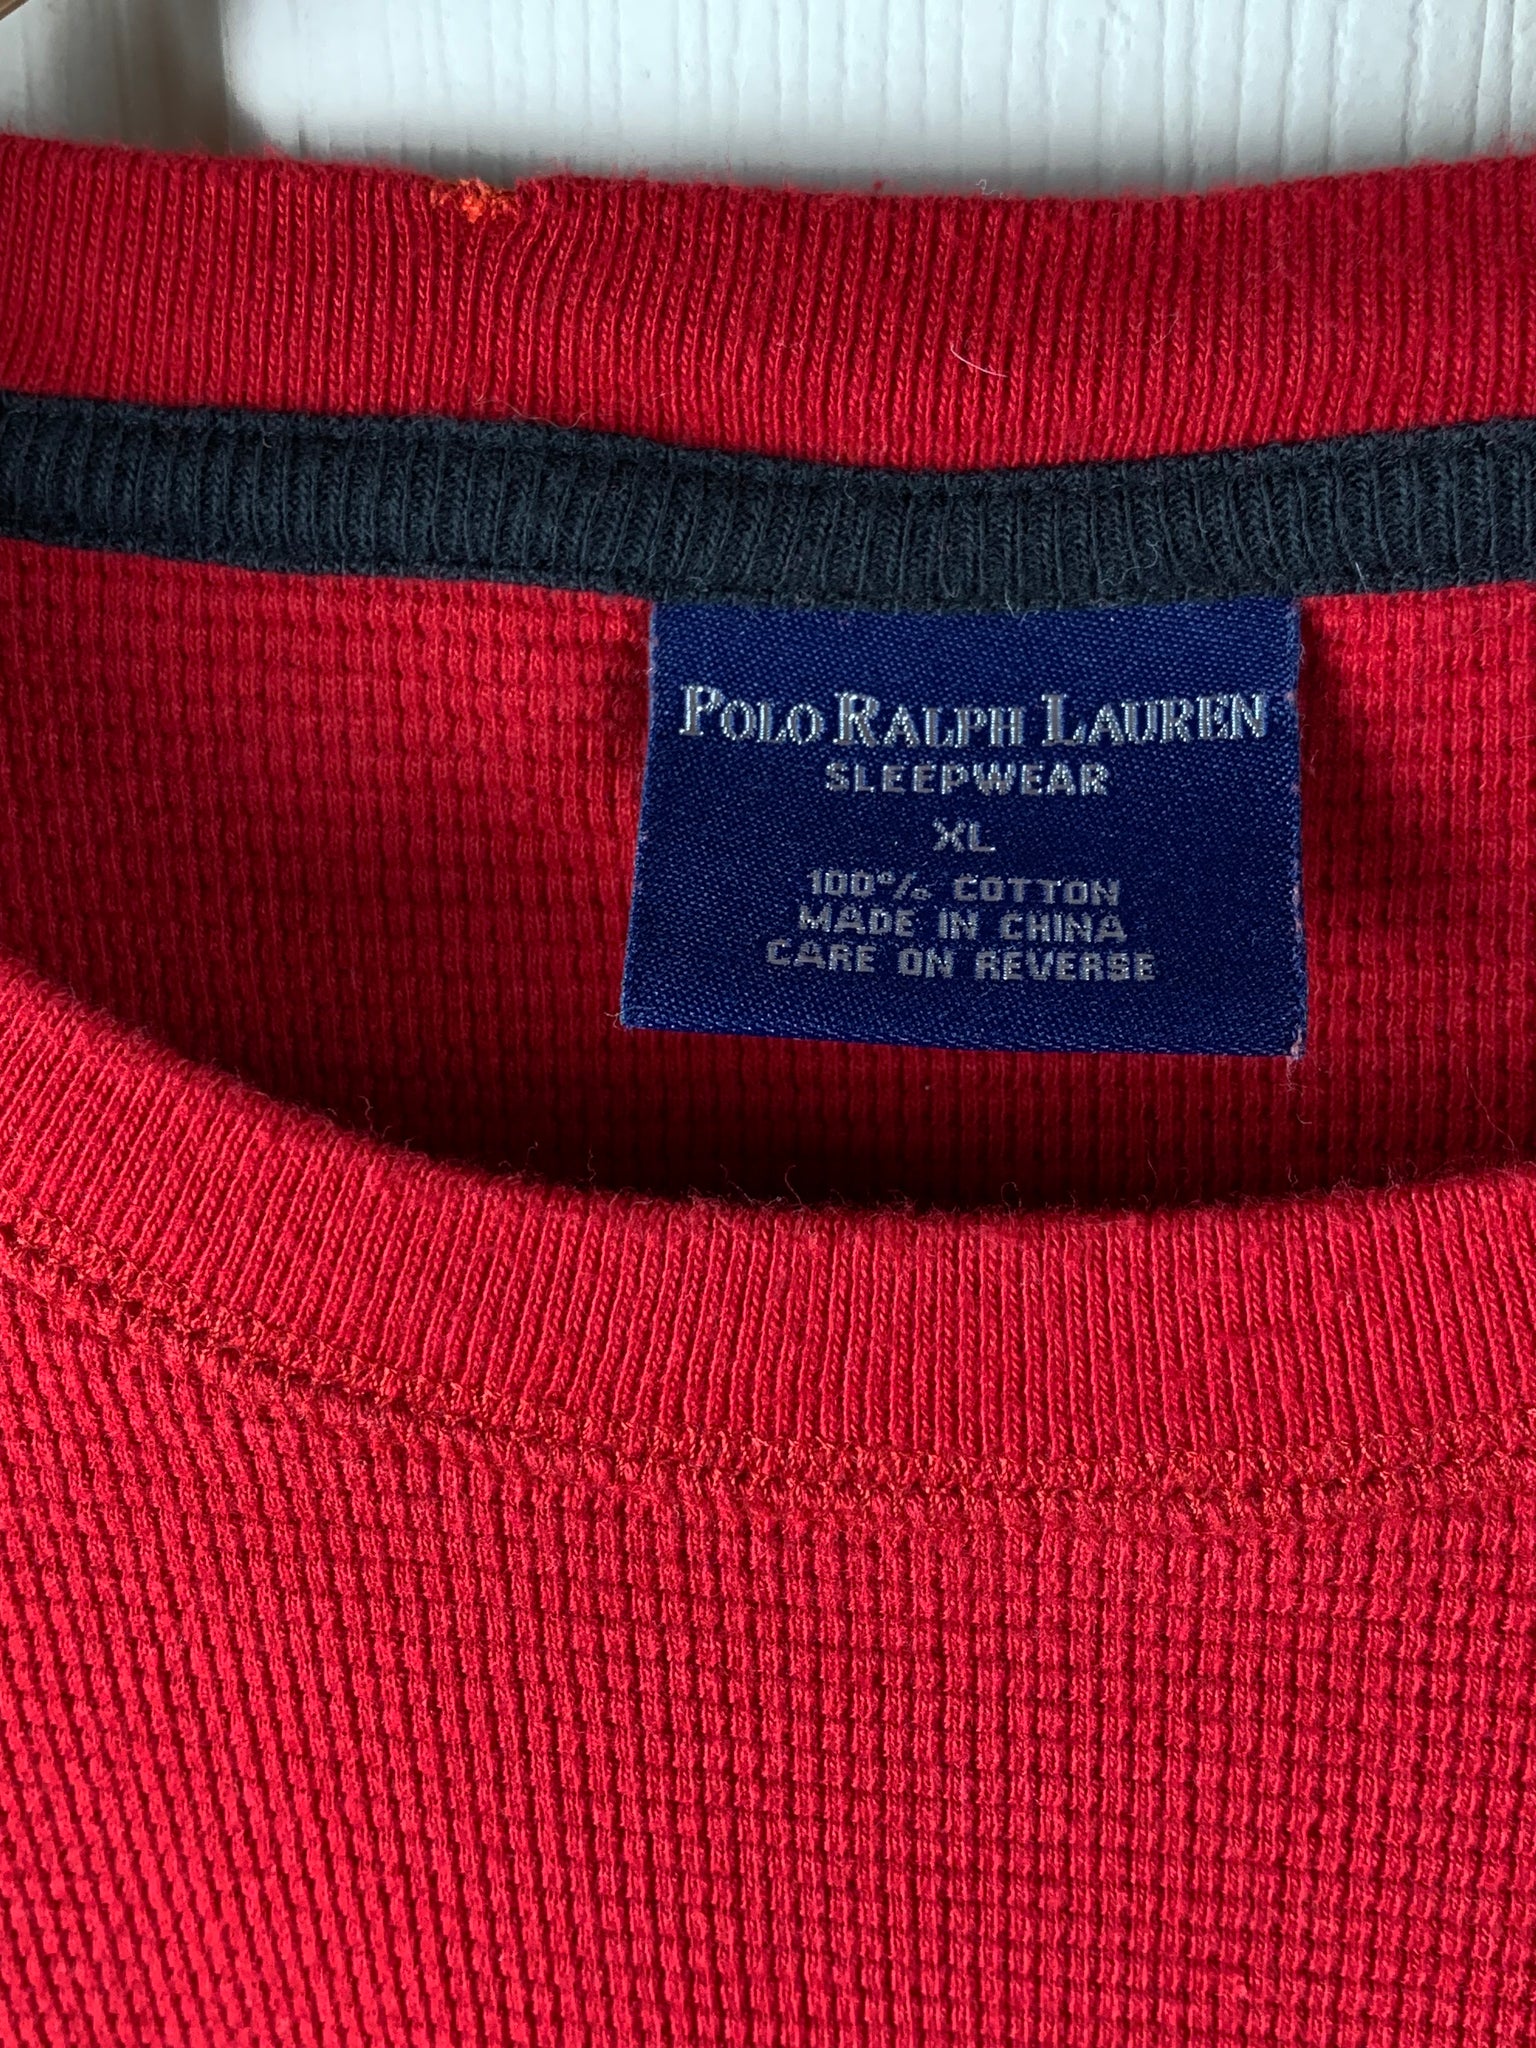 POLO RALPH LAUREN
SLEEPWEAR
XL
100% COTTON
MADE IN CHINA
CARE ON REVERSE